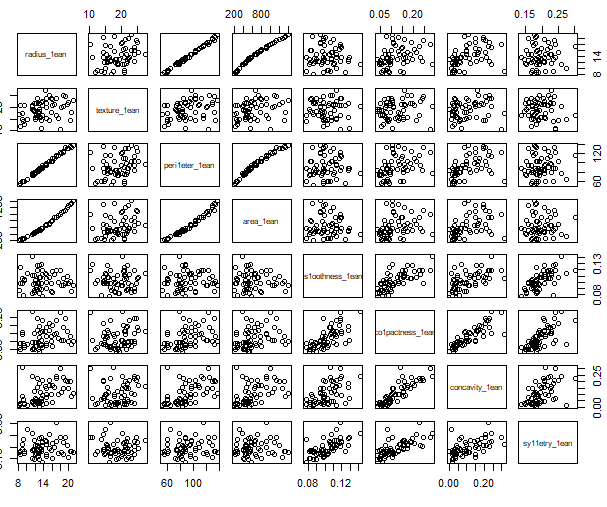 10 20 200 800 0.05 0.20 0.15 0.25
radius_1ean
8 14
texture_1ean
peri1eter_1ean
60 120
area_1ean
s1oothness_1ean
0.08 0.13
co1pactness_1ean
concavity_1ean
0.00 0.25
sy11etry_1ean
8 14 20 60 100 0.08 0.12 0.00 0.20